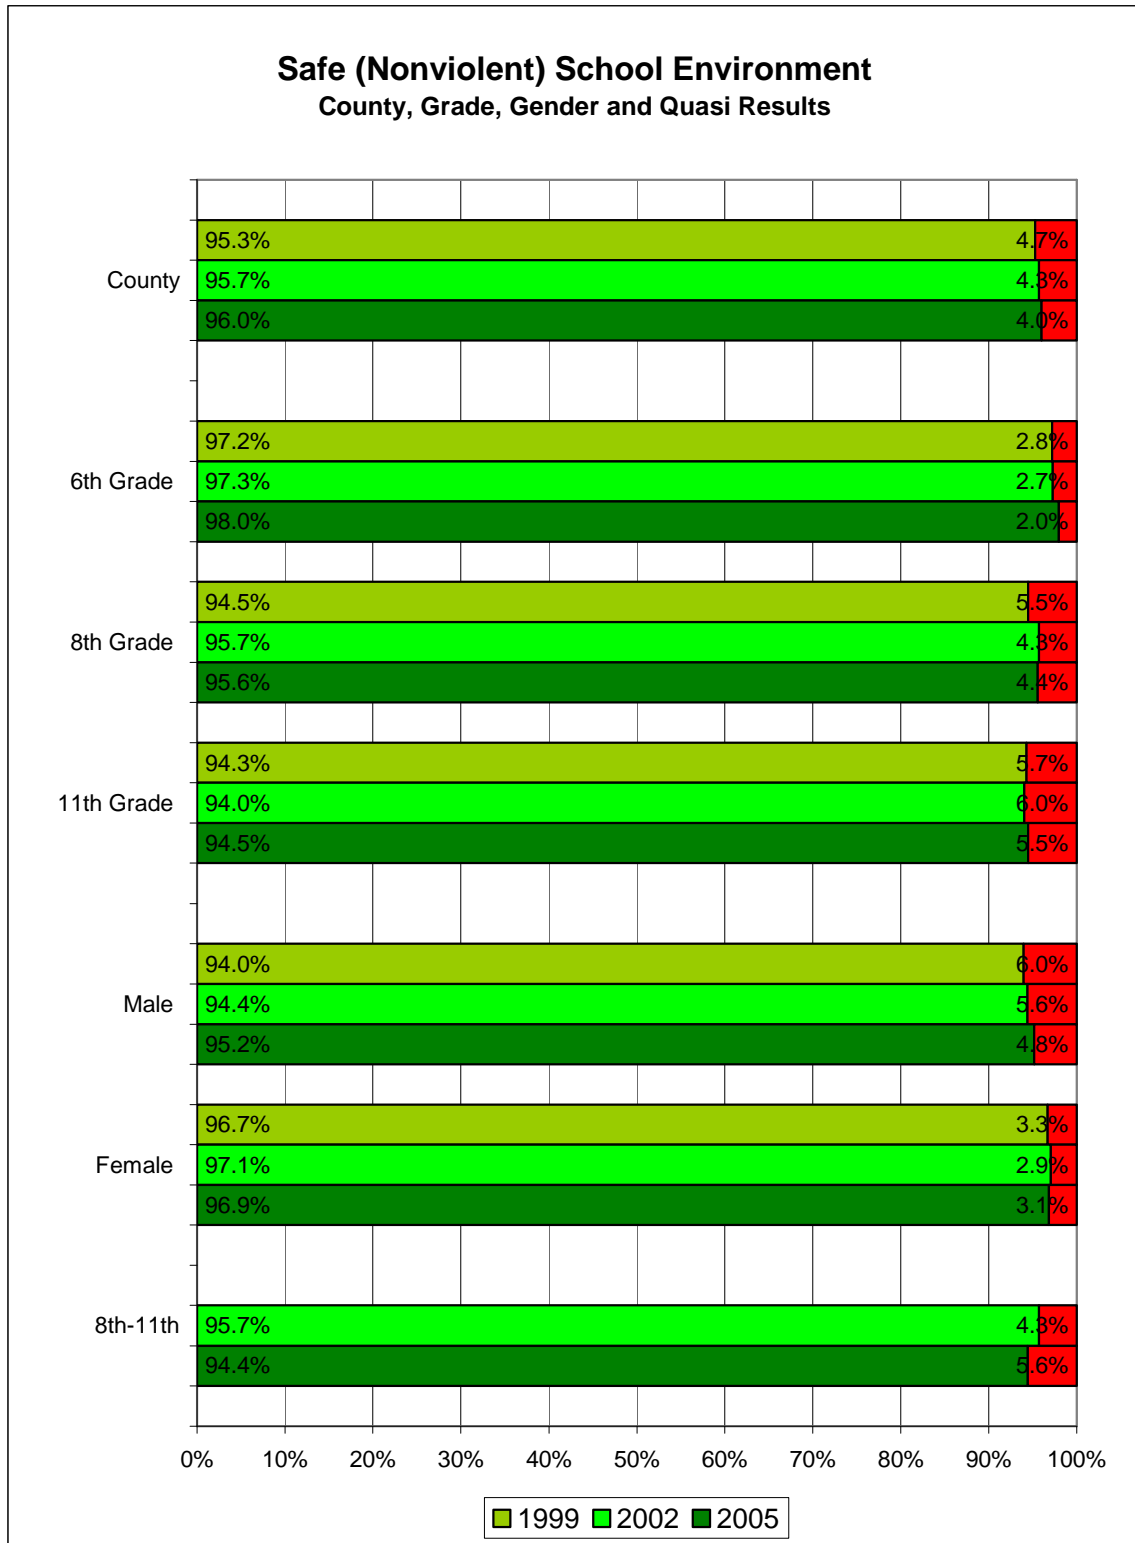 Safe (Nonviolent) School Environment
County, Grade, Gender and Quasi Results
95.3% 4.7%
County 95.7% 4.3%
96.0% 4.0%
97.2% 2.8%
6th Grade 97.3% 2.7%
98.0% 2.0%
94.5% 5.5%
8th Grade 95.7% 4.3%
95.6% 4.4%
94.3% 5.7%
11th Grade 94.0% 6.0%
94.5% 5.5%
94.0% 6.0%
Male 94.4% 5.6%
95.2% 4.8%
96.7% 3.3%
Female 97.1% 2.9%
96.9% 3.1%
8th-11th 95.7% 4.3%
94.4% 5.6%
0% 10% 20% 30% 40% 50% 60% 70% 80% 90% 100%
1999 2002 2005